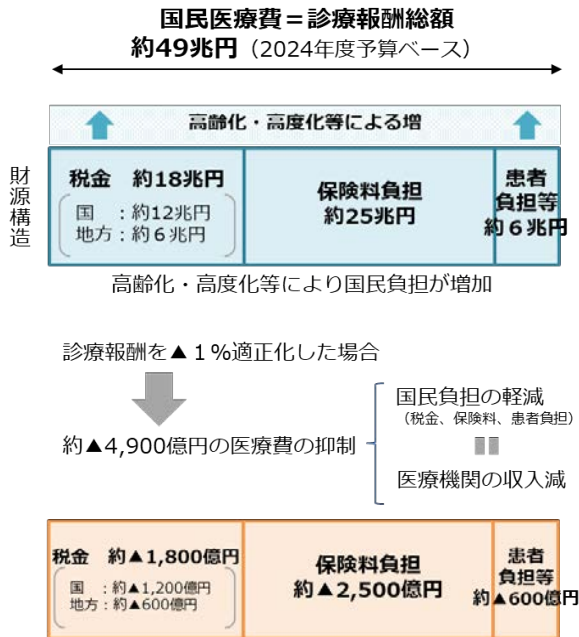 国民医療費＝診療報酬総額
約49兆円（2024年度予算ベース）
高齢化・高度化等による増
財源構造
税金　約18兆円
国　：約12兆円
地方：約６兆円
保険料負担
約25兆円
患者
負担等
約６兆円
高齢化・高度化等により国民負担が増加
診療報酬を▲１％適正化した場合
約▲4,900億円の医療費の抑制
国民負担の軽減
（税金、保険料、患者負担）
医療機関の収入減
税金　約▲1,800億円
国　：約▲1,200億円
地方：約▲600億円
保険料負担
約▲2,500億円
患者
負担等
約▲600億円